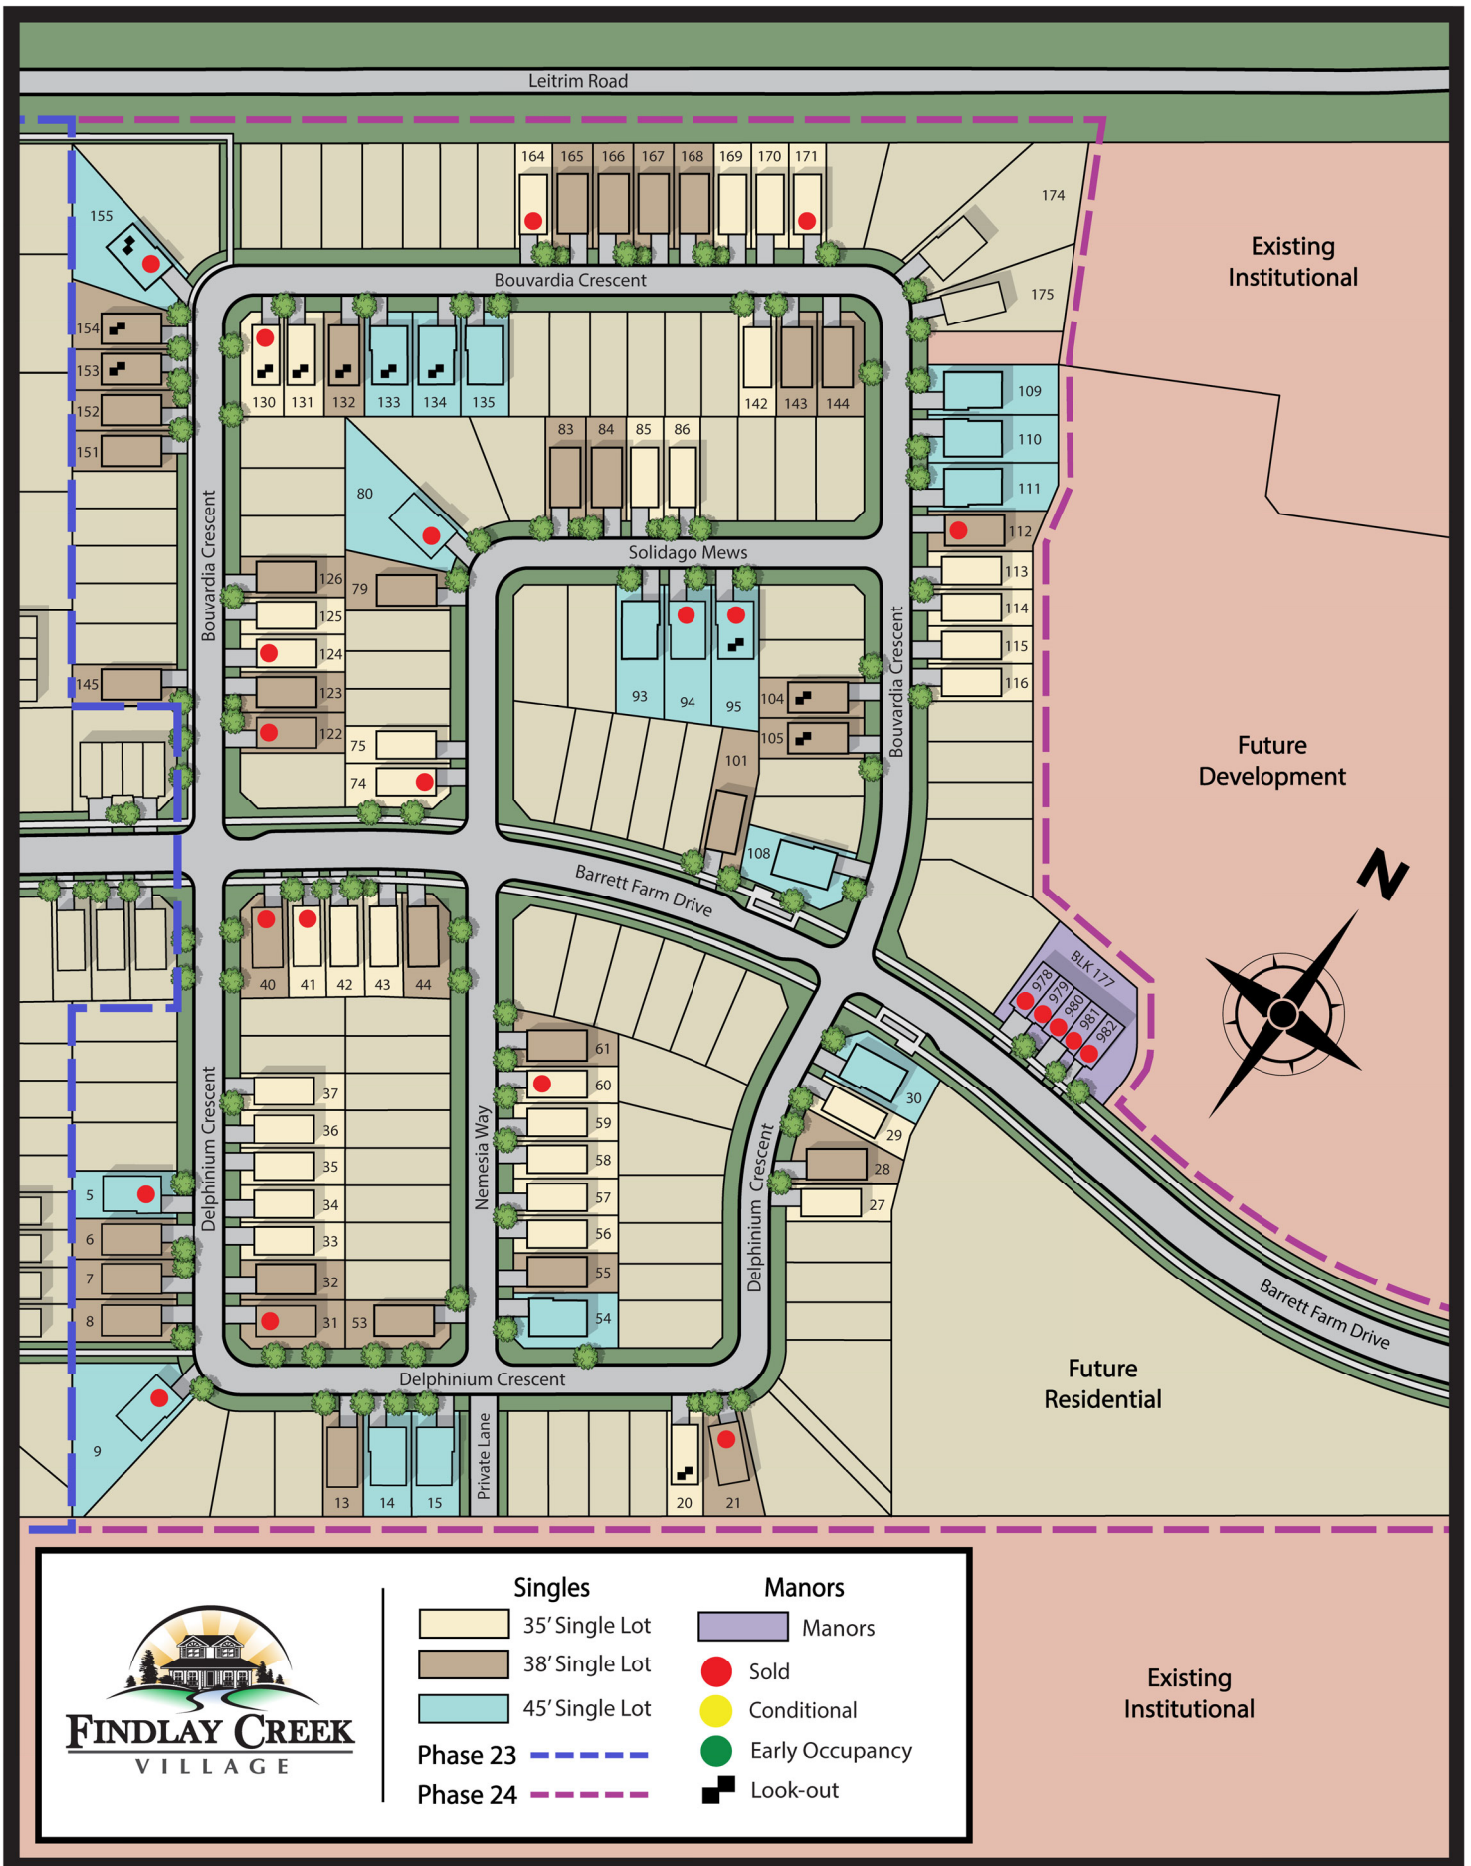 Leitrim Road
164 165 166 167 168 169 170 171
174
155
Existing
Institutional
Bouvardia Crescent
175
154
153
152
151
130 131 132 133 134 135
142 143 144
109
110
111
83 84 85 86
80
112
Solidago Mews
Bouvardia Crescent
126
79
125
124
123
122
113
114
115
116
Bouvardia Crescent
145
93 94 95
104
105
75
74
101
Future
Development
108
Barrett Farm Drive
N
40 41 42 43 44
BLK 177
978
979
980
981
982
61
60
59
58
57
56
55
54
37
36
35
34
33
32
31
53
30
29
28
27
Delphinium Crescent
Nemesia Way
Delphinium Crescent
5
6
7
8
Barrett Farm Drive
Delphinium Crescent
Future
Residential
9
13 14 15
Private Lane
20 21
Singles
35' Single Lot
38' Single Lot
45' Single Lot
Phase 23
Phase 24
Manors
Manors
Sold
Conditional
Early Occupancy
Look-out
FINDLAY CREEK
VILLAGE
Existing
Institutional